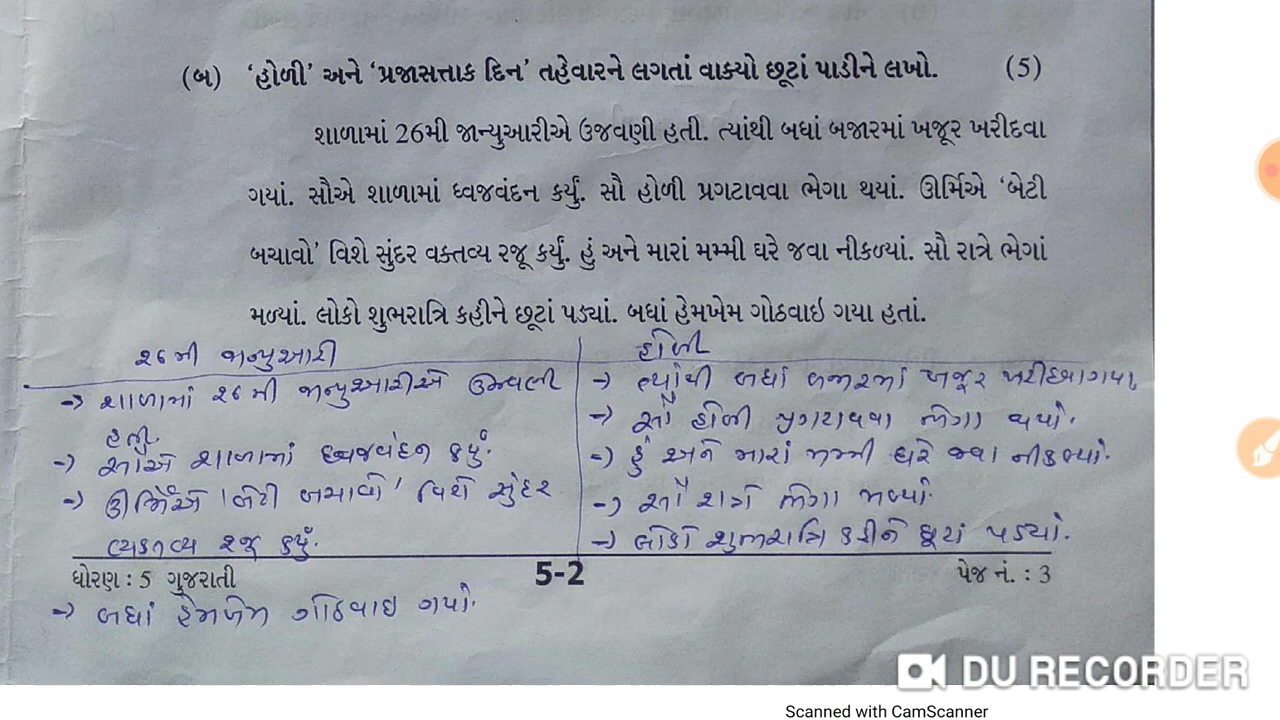 (બ) 'હોળી' અને 'પ્રજાસત્તાક દિન' તહેવારને લગતાં વાક્યો છૂટાં પાડીને લખો. (5)
શાળામાં 26મી જાન્યુઆરીએ ઉજવણી હતી. ત્યાંથી બધાં બજારમાં ખજૂર ખરીદવા
ગયાં. સૌએ શાળામાં ધ્વજવંદન કર્યું. સૌ હોળી પ્રગટાવવા ભેગા થયાં. ઊર્મિએ 'બેટી
બચાવો' વિશે સુંદર વક્તવ્ય રજૂ કર્યું. હું અને મારાં મમ્મી ઘરે જવા નીકળ્યાં. સૌ રાત્રે ભેગાં
મળ્યાં. લોકો શુભરાત્રિ કહીને છૂટાં પડ્યાં. બધાં હેમખેમ ગોઠવાઇ ગયા હતાં.
૨૬ મી જાન્યુઆરી
→ શાળામાં ૨૬ મી જાન્યુઆરીએ ઉજવણી
હતી.
→ સૌએ શાળામાં ધ્વજવંદન કર્યું.
→ ઊર્મિએ 'બેટી બચાવો' વિશે સુંદર
વ્યકતવ્ય રજૂ કર્યું.
→ બધાં હેમખેમ ગોઠવાઇ ગયાં.
હોળી
→ ત્યાંથી બધાં બજારમાં ખજૂર ખરીદવા ગયા.
→ સૌ હોળી પ્રગટાવવા ભેગા થયાં.
→ હું અને મારાં મમ્મી ઘરે જવા નીકળ્યાં.
→ સૌ રાત્રે ભેગા મળ્યાં.
→ લોકો શુભરાત્રિ કહીને છૂટાં પડ્યાં.
ધોરણ : 5 ગુજરાતી 5-2 પેજ નં. : 3
DU RECORDER
Scanned with CamScanner